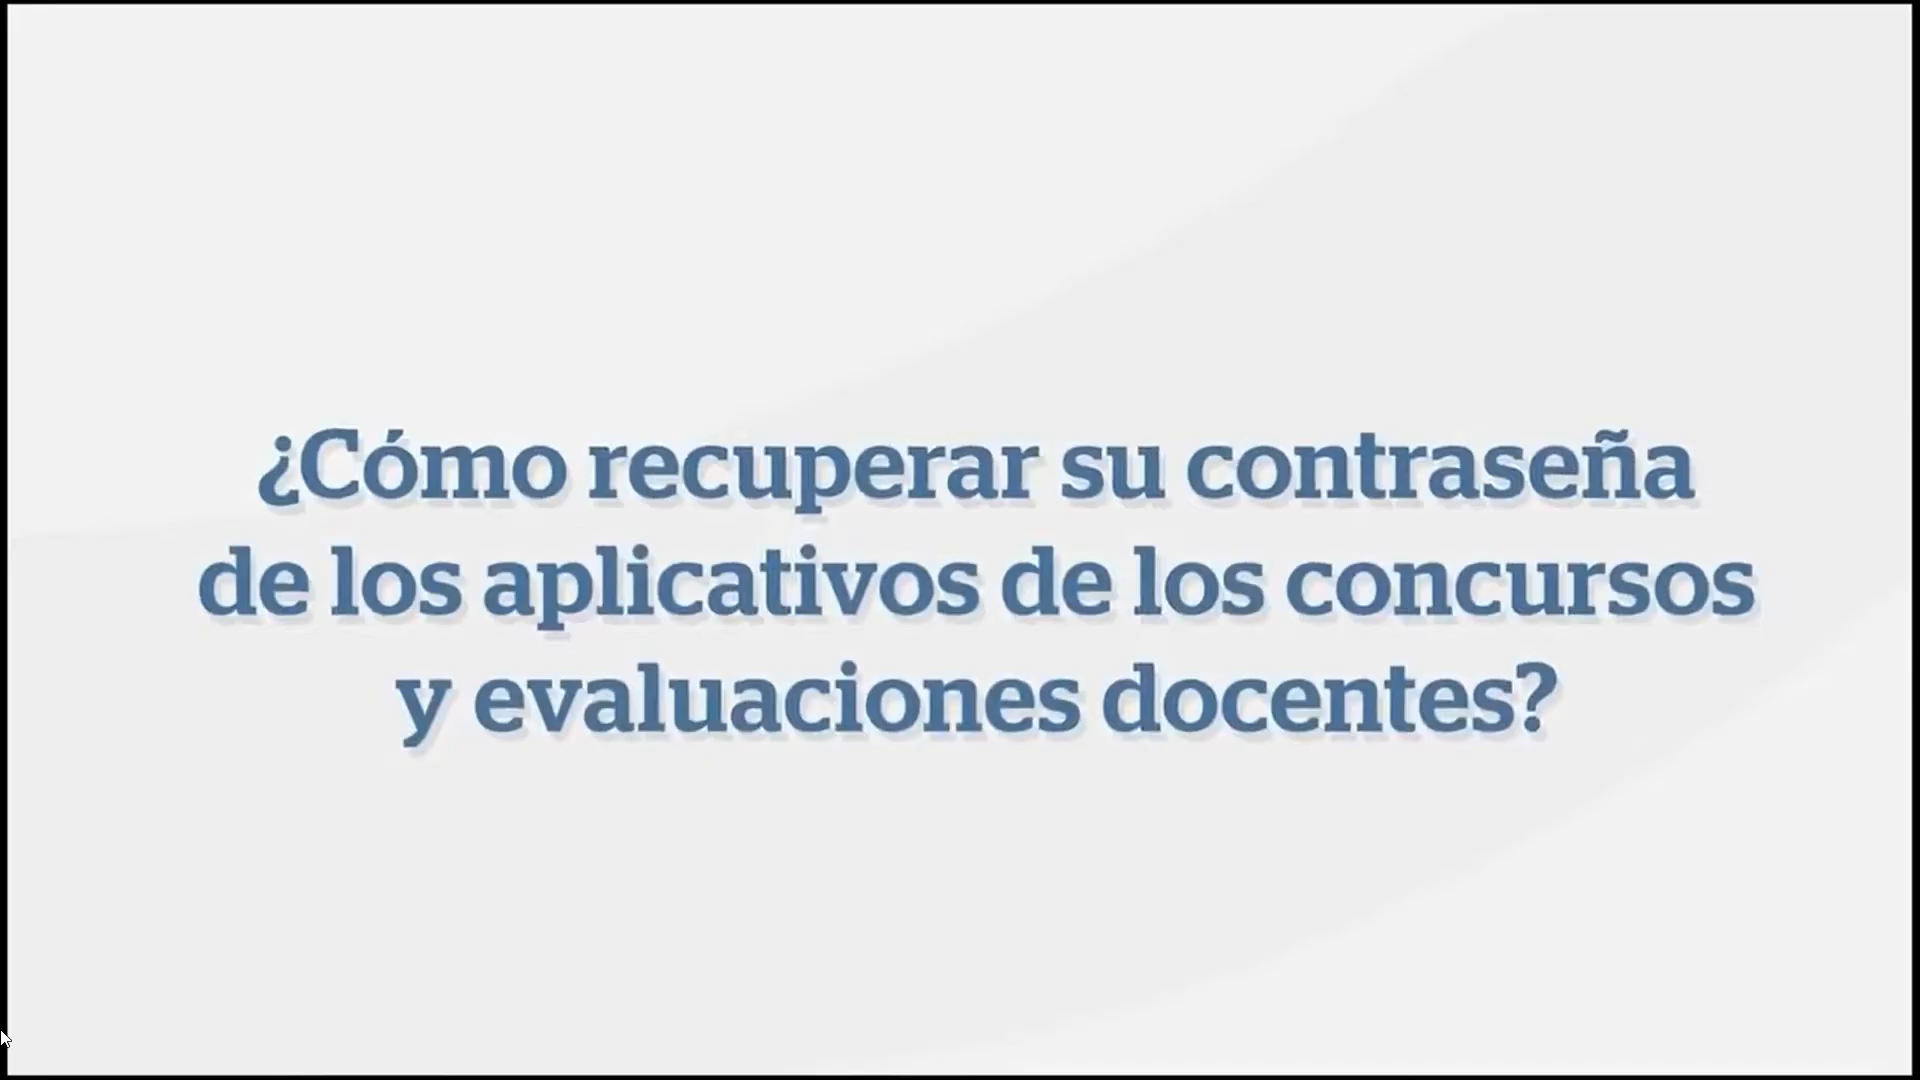 ¿Cómo recuperar su contraseña
de los aplicativos de los concursos
y evaluaciones docentes?